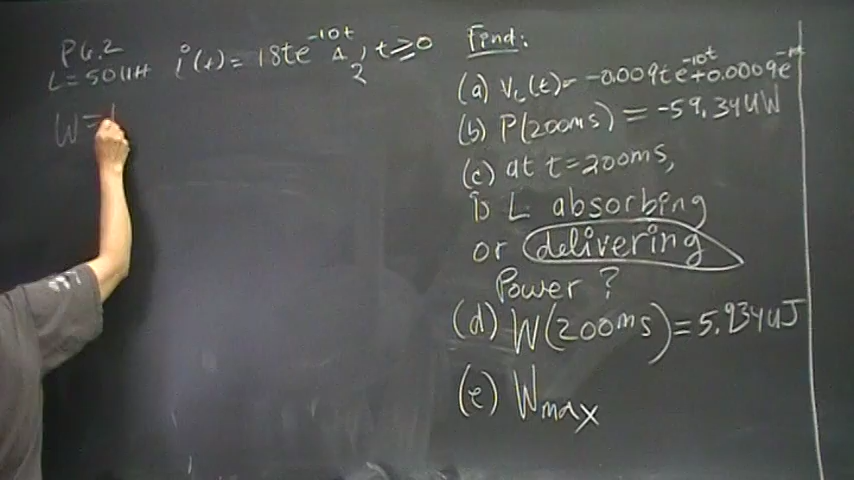 P6.2
L=50uH i(t)= 18te^-10t A, t≥0
2
W=
Find:
(a) VL(t)= -0.009te^-10t+0.0009e^-10t
(b) P(200ms) = -59.34uW
(c) at t=200ms,
is L absorbing
or delivering
Power?
(d) W(200ms)=5.934uJ
(e) Wmax